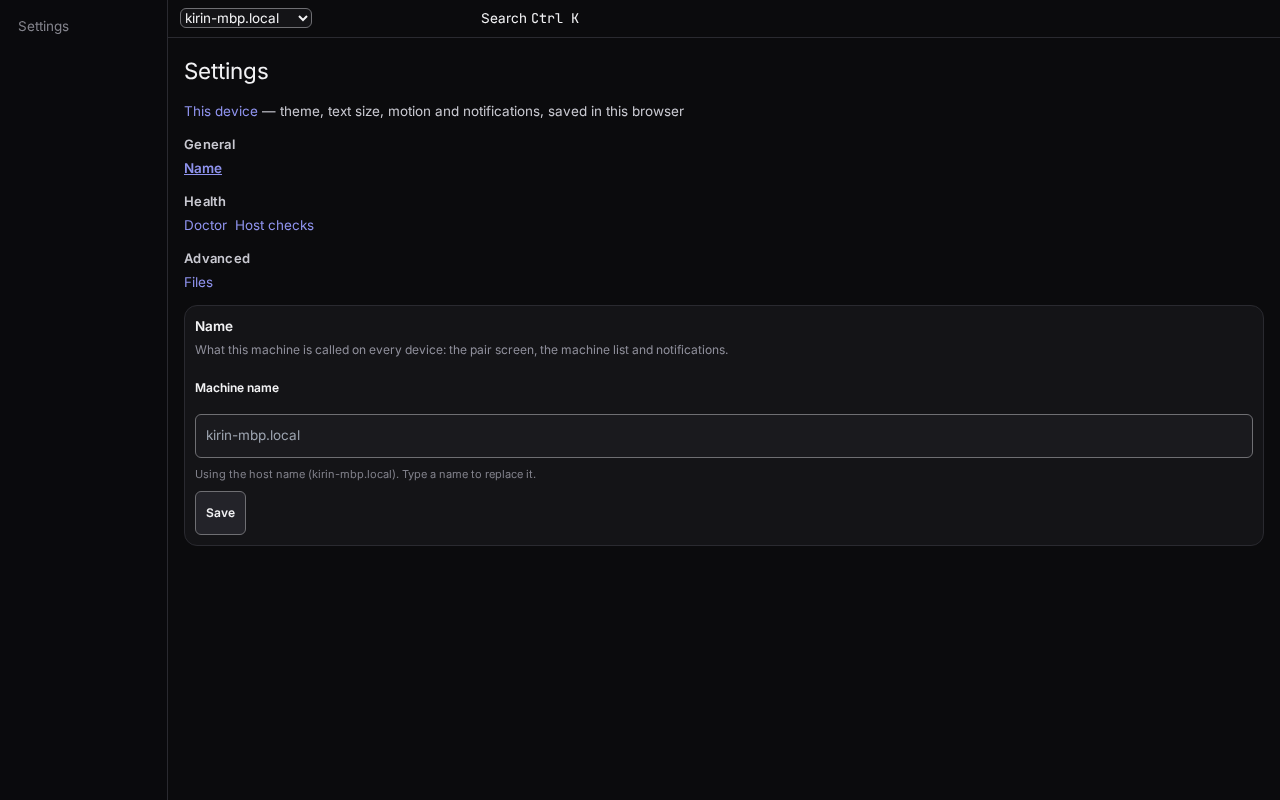 Settings
kirin-mbp.local
Search Ctrl K
Settings
This device — theme, text size, motion and notifications, saved in this browser
General
Name
Health
Doctor Host checks
Advanced
Files
Name
What this machine is called on every device: the pair screen, the machine list and notifications.
Machine name
kirin-mbp.local
Using the host name (kirin-mbp.local). Type a name to replace it.
Save